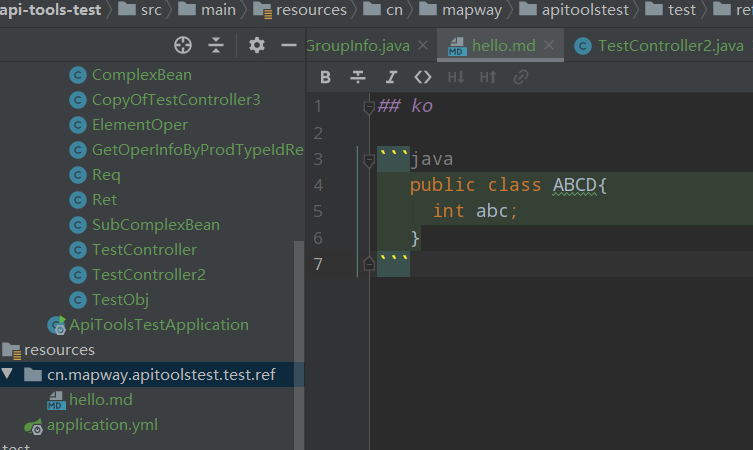 api-tools-test src main resources cn mapway apitoolstest test ref
GroupInfo.java hello.md TestController2.java
B I <> H↓ H↑
ComplexBean
CopyOfTestController3
ElementOper
GetOperInfoByProdTypeIdRe
Req
Ret
SubComplexBean
TestController
TestController2
TestObj
ApiToolsTestApplication
resources
cn.mapway.apitoolstest.test.ref
hello.md
application.yml
test
1 ## ko
2
3 ```java
4 public class ABCD{
5 int abc;
6 }
7 ```